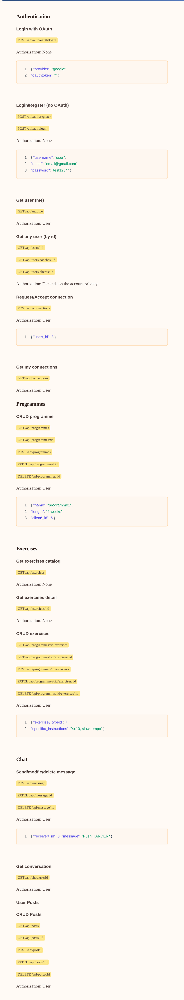 Authentication
Login with OAuth
POST /api/auth/oauth/login
Authorization: None
1 { "provider": "google",
2 "oauthtoken": "" }
Login/Regster (no OAuth)
POST /api/auth/register
POST /api/auth/login
Authorization: None
1 { "username": "user",
2 "email": "email@gmail.com",
3 "password": "test1234" }
Get user (me)
GET /api/auth/me
Authorization: User
Get any user (by id)
GET /api/users/:id
GET /api/users/coaches/:id
GET /api/users/clients/:id
Authorization: Depends on the account privacy
Request/Accept connection
POST /api/connections
Authorization: User
1 { "user\_id": 3 }
Get my connections
GET /api/connections
Authorization: User
Programmes
CRUD programme
GET /api/programmes
GET /api/programmes/:id
POST /api/programmes
PATCH /api/programmes/:id
DELETE /api/programmes/:id
Authorization: User
1 { "name": "programme1",
2 "length": "4 weeks",
3 "client\_id": 5 }
Exercises
Get exercises catalog
GET /api/exercices
Authorization: None
Get exercises detail
GET /api/exercices/:id
Authorization: None
CRUD exercises
GET /api/programmes/:id/exercises
GET /api/programmes/:id/exercises/:id
POST /api/programmes/:id/exercises
PATCH /api/programmes/:id/exercises/:id
DELETE /api/programmes/:id/exercises/:id
Authorization: User
1 { "exercise\_typeid": 7,
2 "specific\_instructions": "4x10, slow tempo" }
Chat
Send/modfie/delete message
POST /api/message
PATCH /api/message/:id
DELETE /api/message/:id
Authorization: User
1 { "receiver\_id": 8, "message": "Push HARDER" }
Get conversation
GET /api/chat/:userId
Authorization: User
User Posts
CRUD Posts
GET /api/posts
GET /api/posts/:id
POST /api/posts/
PATCH /api/posts/:id
DELETE /api/posts/:id
Authorization: User